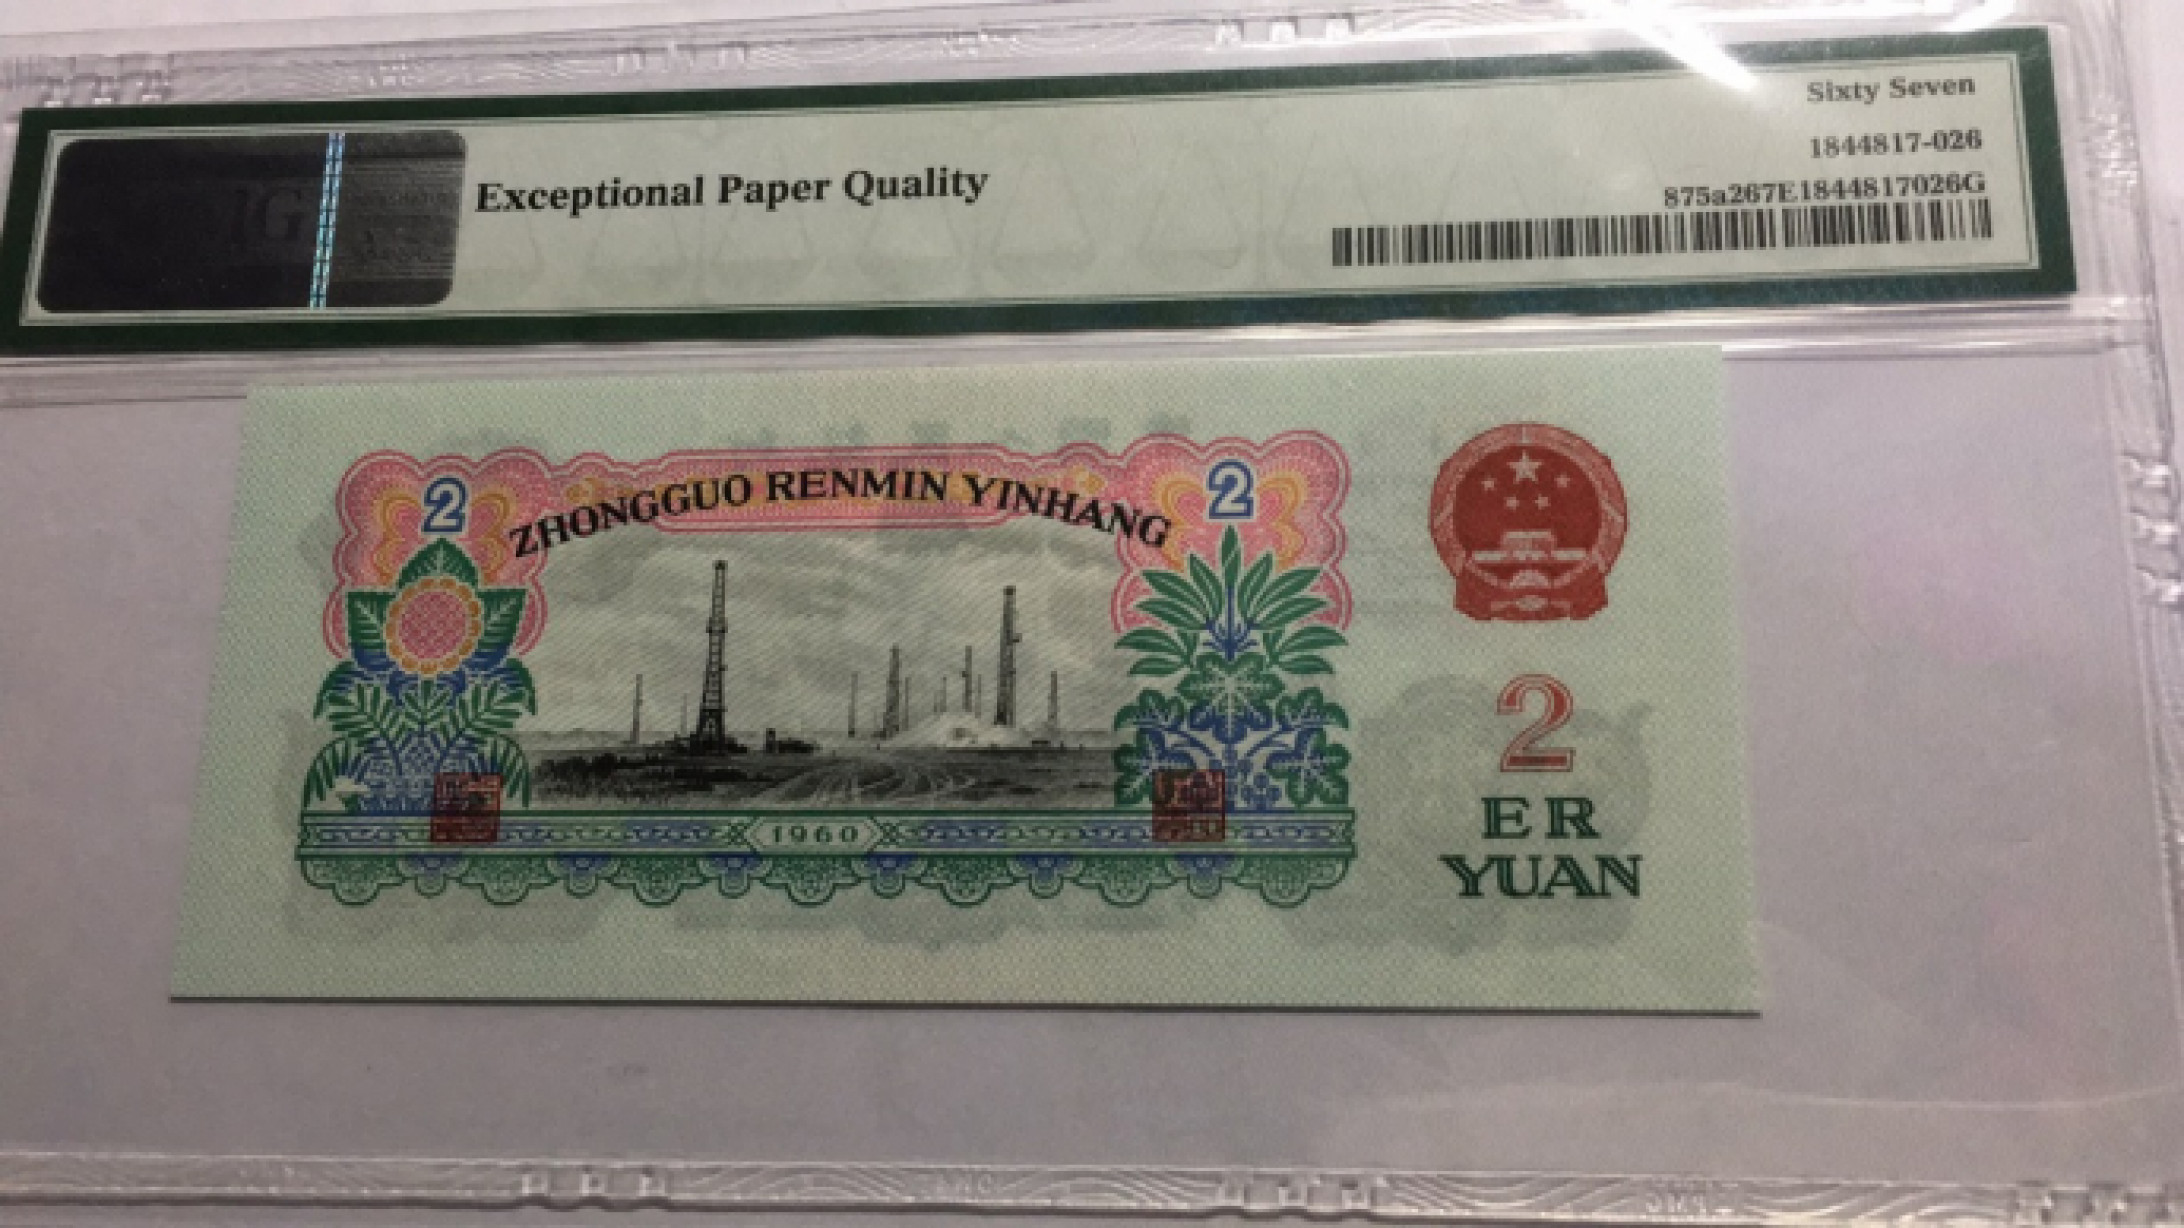 Sixty Seven
1844817-026
Exceptional Paper Quality
875a267E1844817026G
2
ZHONGGUO RENMIN YINHANG
2
2
ER
YUAN
1960